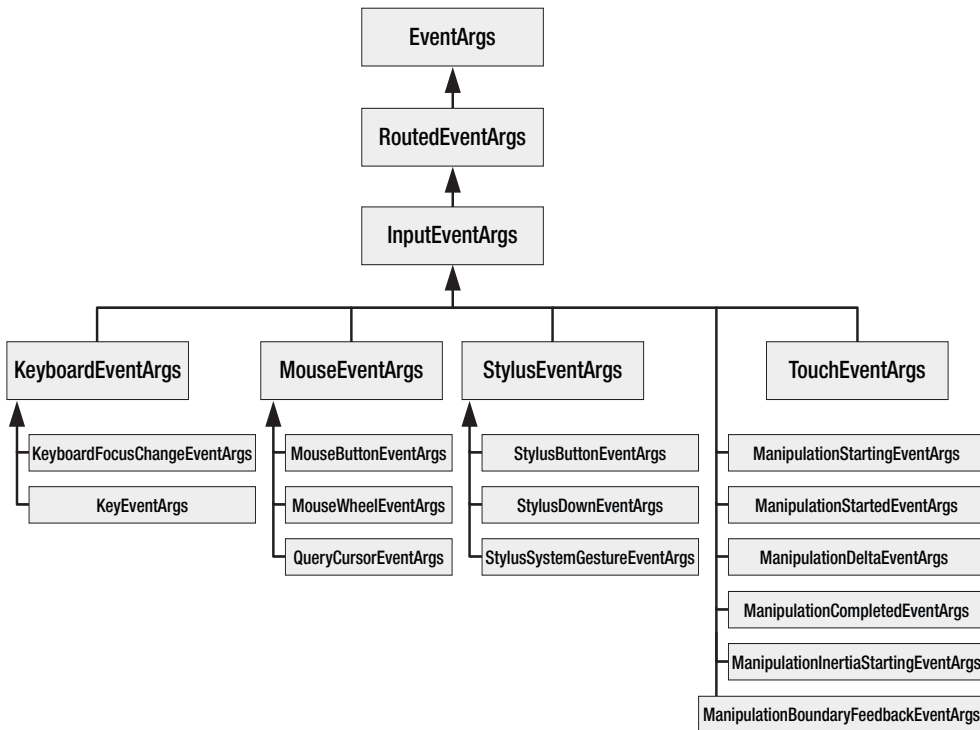 EventArgs
RoutedEventArgs
InputEventArgs
KeyboardEventArgs
MouseEventArgs
StylusEventArgs
TouchEventArgs
KeyboardFocusChangeEventArgs
KeyEventArgs
MouseButtonEventArgs
MouseWheelEventArgs
QueryCursorEventArgs
StylusButtonEventArgs
StylusDownEventArgs
StylusSystemGestureEventArgs
ManipulationStartingEventArgs
ManipulationStartedEventArgs
ManipulationDeltaEventArgs
ManipulationCompletedEventArgs
ManipulationInertiaStartingEventArgs
ManipulationBoundaryFeedbackEventArgs